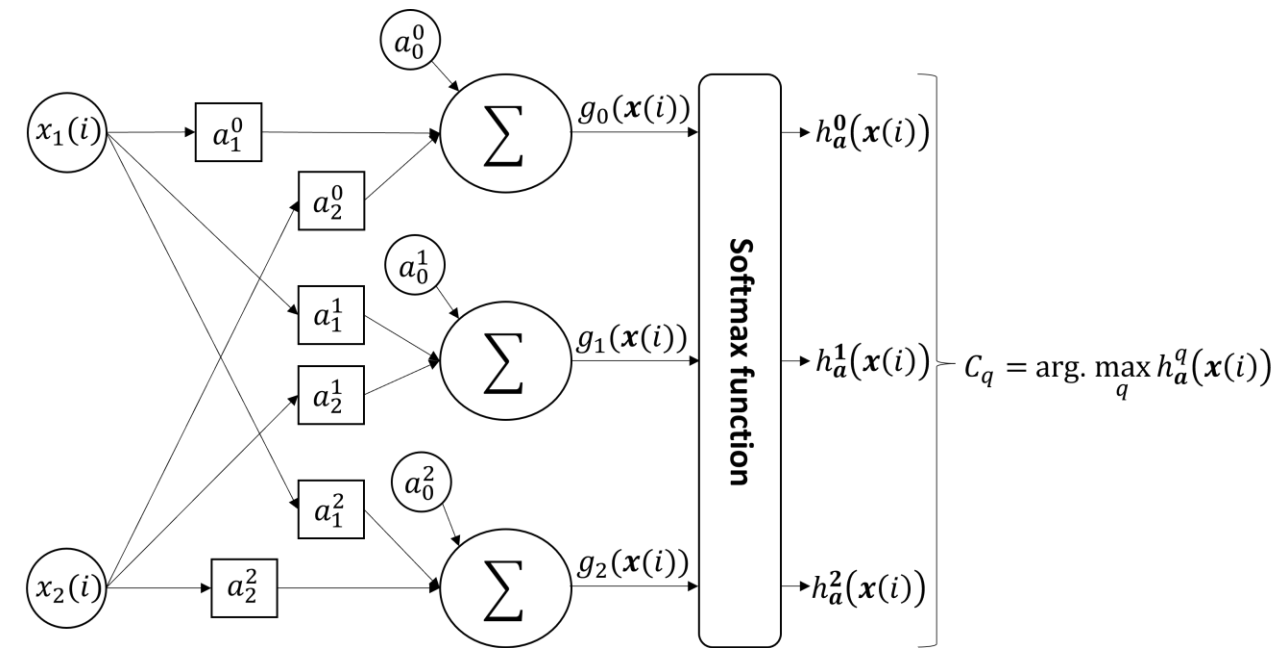 a_0^0
x_1(i)
a_1^0
∑
g_0(𝒙(i))
h_𝒂^𝟎(𝒙(i))
a_2^0
a_0^1
a_1^1
∑
g_1(𝒙(i))
Softmax function
h_𝒂^𝟏(𝒙(i))
C_q = arg. max_q h_𝒂^q(𝒙(i))
a_2^1
a_0^2
a_1^2
x_2(i)
a_2^2
∑
g_2(𝒙(i))
h_𝒂^𝟐(𝒙(i))